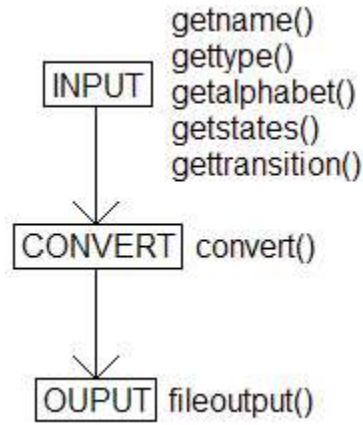 getname()
gettype()
INPUT
getalphabet()
getstates()
gettransition()
CONVERT convert()
OUPUT fileoutput()